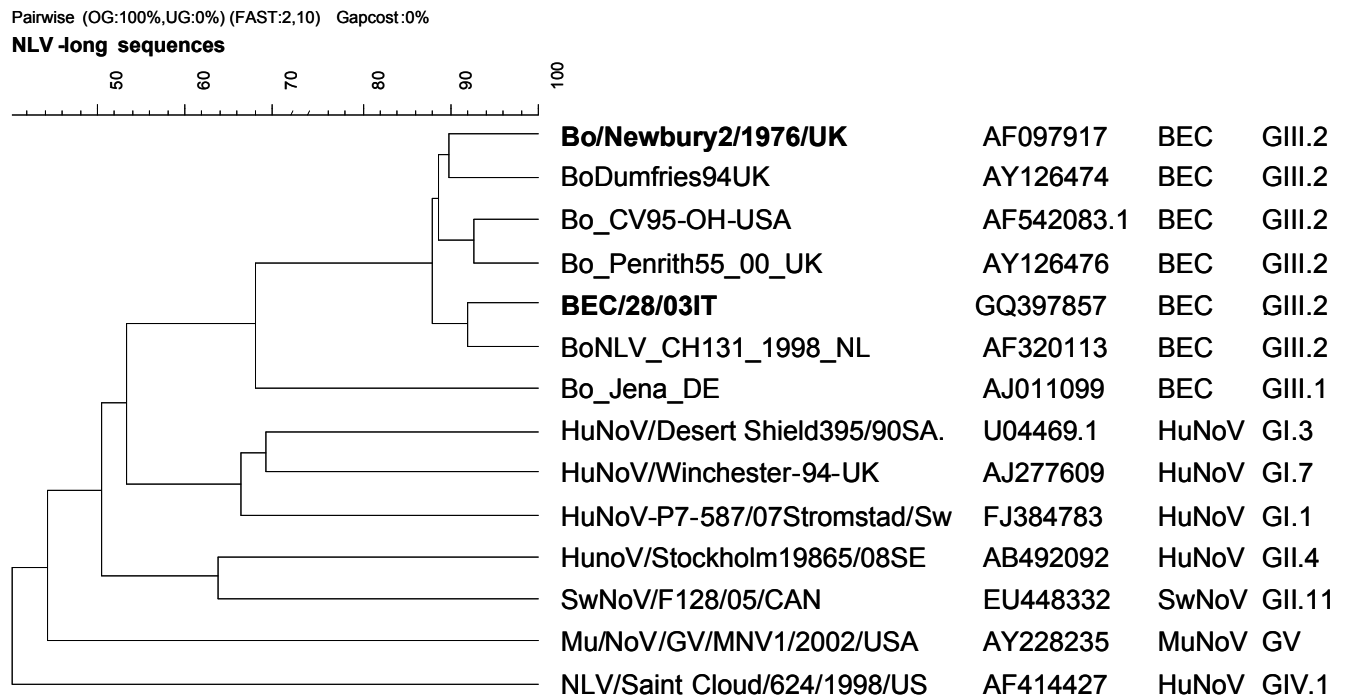 Pairwise (OG:100%,UG:0%) (FAST:2,10) Gapcost:0%
NLV -long sequences
50 60 70 80 90 100
Bo/Newbury2/1976/UK AF097917 BEC GIII.2
BoDumfries94UK AY126474 BEC GIII.2
Bo_CV95-OH-USA AF542083.1 BEC GIII.2
Bo_Penrith55_00_UK AY126476 BEC GIII.2
BEC/28/03IT GQ397857 BEC GIII.2
BoNLV_CH131_1998_NL AF320113 BEC GIII.2
Bo_Jena_DE AJ011099 BEC GIII.1
HuNoV/Desert Shield395/90SA. U04469.1 HuNoV GI.3
HuNoV/Winchester-94-UK AJ277609 HuNoV GI.7
HuNoV-P7-587/07Stromstad/Sw FJ384783 HuNoV GI.1
HunoV/Stockholm19865/08SE AB492092 HuNoV GII.4
SwNoV/F128/05/CAN EU448332 SwNoV GII.11
Mu/NoV/GV/MNV1/2002/USA AY228235 MuNoV GV
NLV/Saint Cloud/624/1998/US AF414427 HuNoV GIV.1